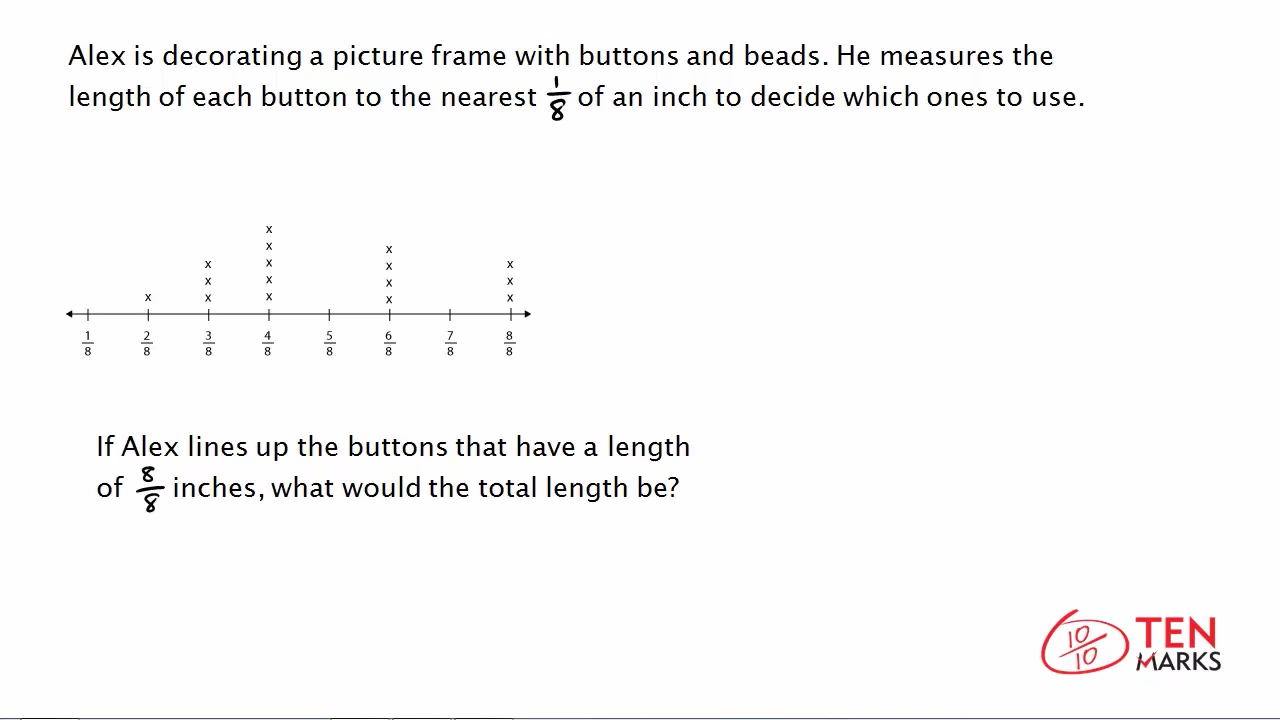 Alex is decorating a picture frame with buttons and beads. He measures the
length of each button to the nearest 1/8 of an inch to decide which ones to use.
x
x x
x x x x
x x x x
x x x x x
1/8 2/8 3/8 4/8 5/8 6/8 7/8 8/8
If Alex lines up the buttons that have a length
of 8/8 inches, what would the total length be?
10/10 TEN
MARKS